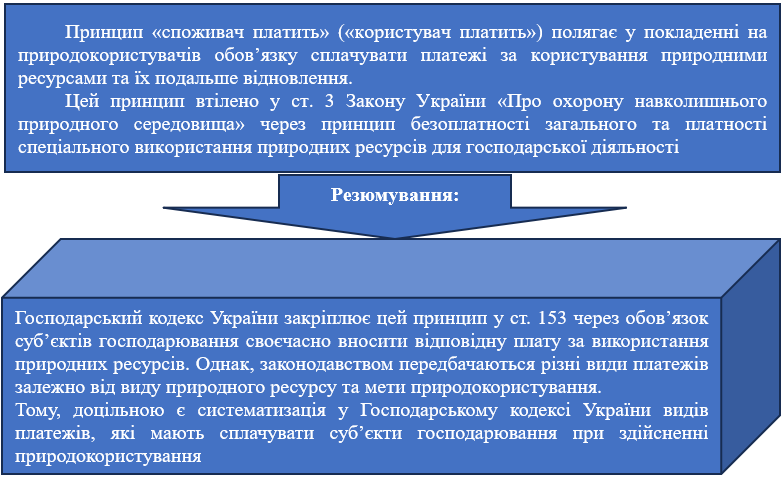 Принцип «споживач платить» («користувач платить») полягає у покладенні на
природокористувачів обов’язку сплачувати платежі за користування природними
ресурсами та їх подальше відновлення.
Цей принцип втілено у ст. 3 Закону України «Про охорону навколишнього
природного середовища» через принцип безоплатності загального та платності
спеціального використання природних ресурсів для господарської діяльності
Резюмування:
Господарський кодекс України закріплює цей принцип у ст. 153 через обов’язок
суб’єктів господарювання своєчасно вносити відповідну плату за використання
природних ресурсів. Однак, законодавством передбачаються різні види платежів
залежно від виду природного ресурсу та мети природокористування.
Тому, доцільною є систематизація у Господарському кодексі України видів
платежів, які мають сплачувати суб’єкти господарювання при здійсненні
природокористування